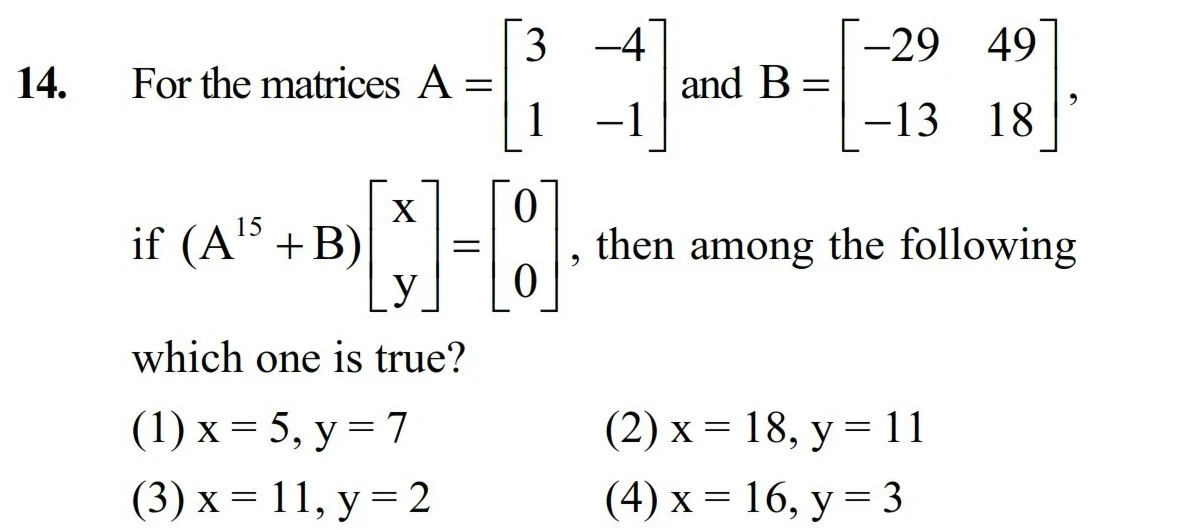 14. For the matrices A = [3 −4; 1 −1] and B = [−29 49; −13 18],
if (A¹⁵ + B)[x; y] = [0; 0], then among the following
which one is true?
(1) x = 5, y = 7 (2) x = 18, y = 11
(3) x = 11, y = 2 (4) x = 16, y = 3